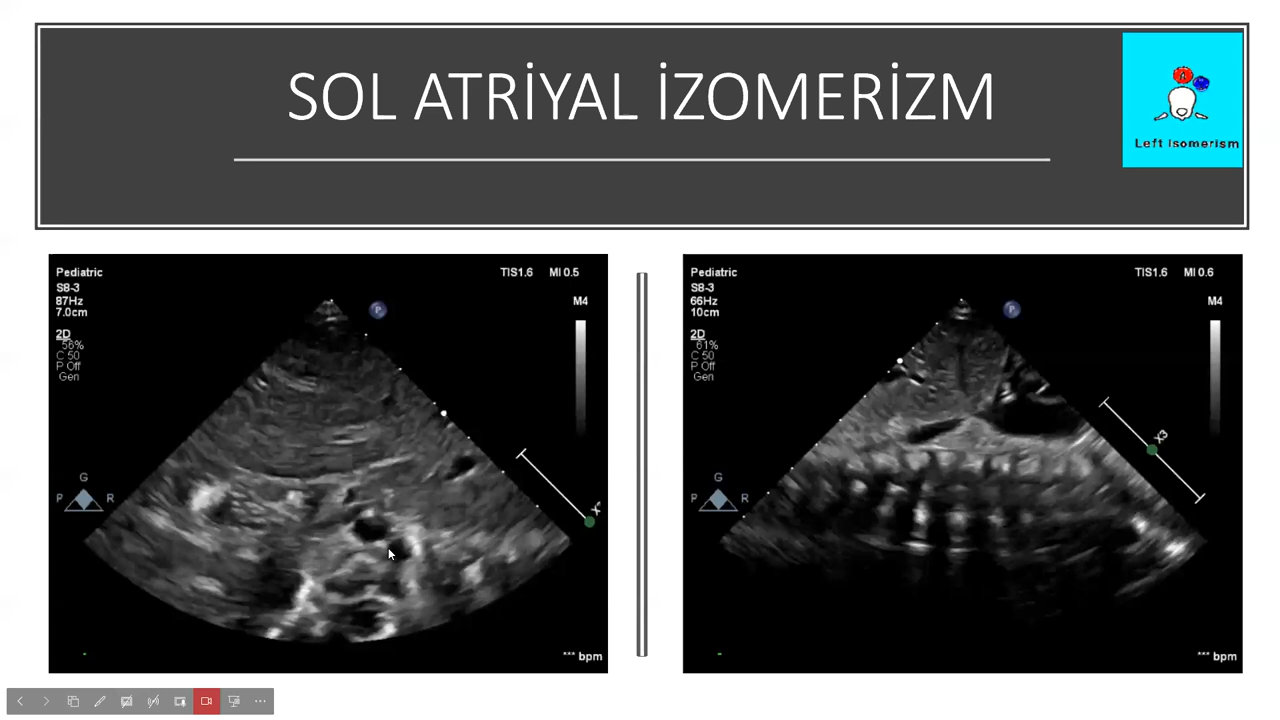 SOL ATRİYAL İZOMERİZM
Left Isomerism
Pediatric
S8-3
87Hz
7.0cm
2D
56%
C 50
P Off
Gen
TIS1.6 MI 0.5
M4
P
G
P R
*** bpm
Pediatric
S8-3
66Hz
10cm
2D
61%
C 50
P Off
Gen
TIS1.6 MI 0.6
M4
P
X3
G
P R
*** bpm